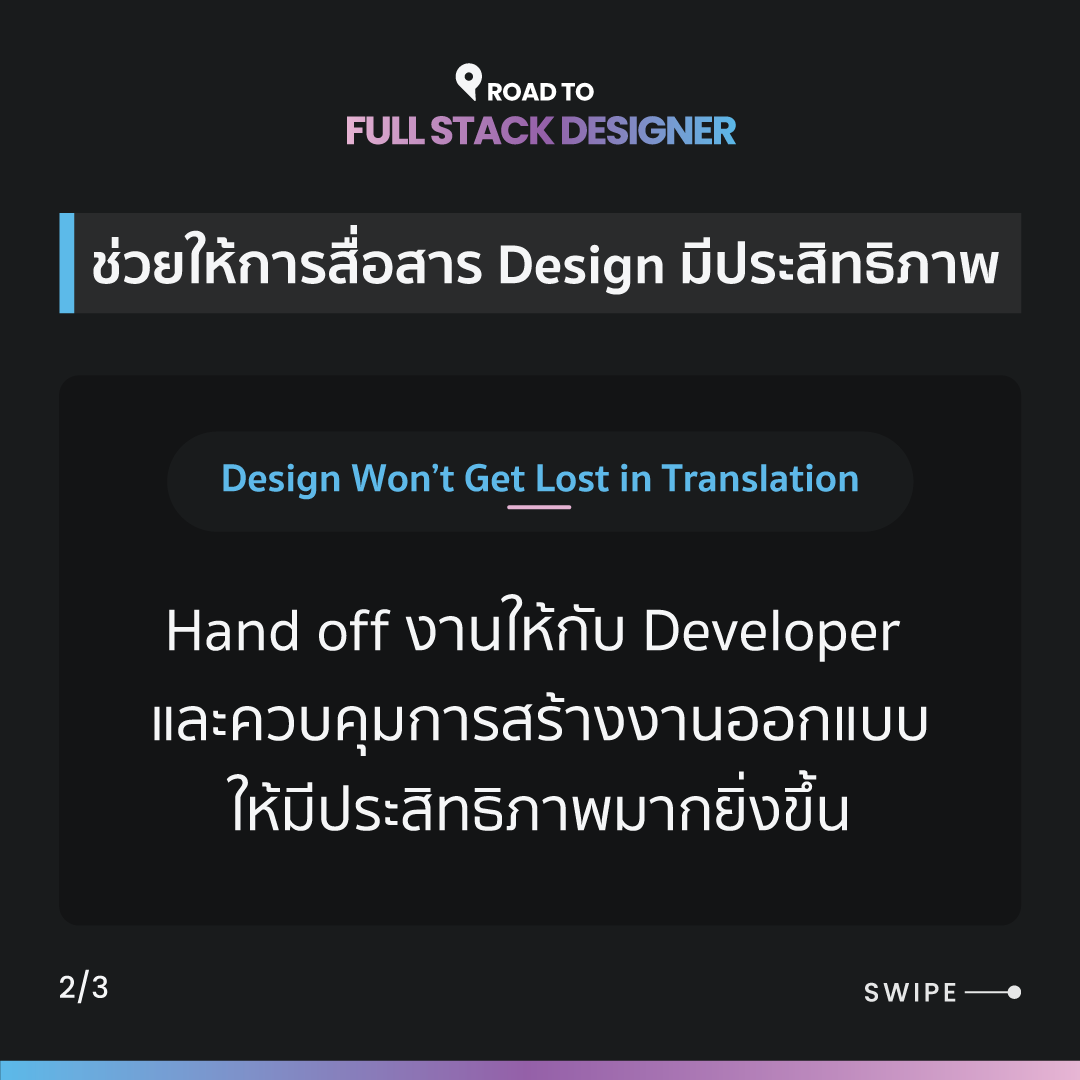 ROAD TO
FULL STACK DESIGNER
ช่วยให้การสื่อสาร Design มีประสิทธิภาพ
Design Won’t Get Lost in Translation
Hand off งานให้กับ Developer
และควบคุมการสร้างงานออกแบบ
ให้มีประสิทธิภาพมากยิ่งขึ้น
2/3
SWIPE